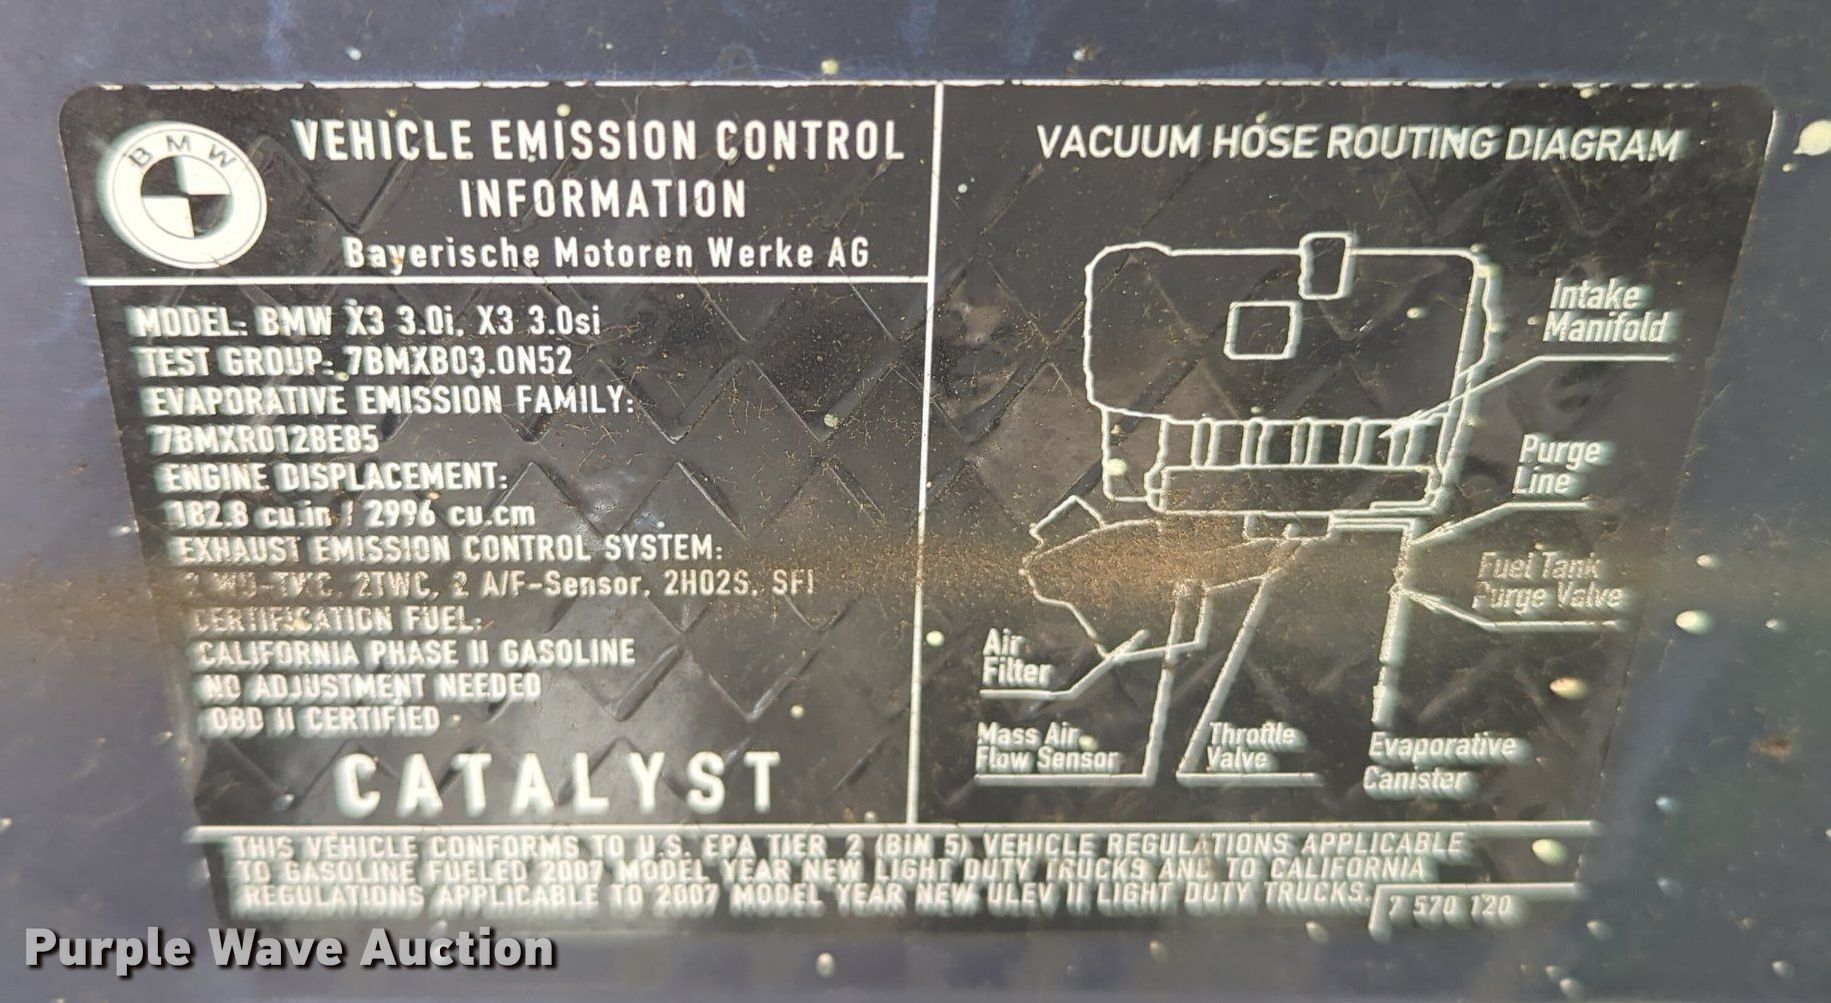 BMW
VEHICLE EMISSION CONTROL
INFORMATION
Bayerische Motoren Werke AG
MODEL: BMW X3 3.0i, X3 3.0si
TEST GROUP: 7BMXB03.0N52
EVAPORATIVE EMISSION FAMILY:
7BMXR0128E85
ENGINE DISPLACEMENT:
182.8 cu.in / 2996 cu.cm
EXHAUST EMISSION CONTROL SYSTEM:
2 WU-TWC, 2TWC, 2 A/F-Sensor, 2HO2S, SFI
CERTIFICATION FUEL:
CALIFORNIA PHASE II GASOLINE
NO ADJUSTMENT NEEDED
OBD II CERTIFIED
CATALYST
VACUUM HOSE ROUTING DIAGRAM
Intake
Manifold
Purge
Line
Fuel Tank
Purge Valve
Air
Filter
Mass Air
Flow Sensor
Throttle
Valve
Evaporative
Canister
THIS VEHICLE CONFORMS TO U.S. EPA TIER 2 (BIN 5) VEHICLE REGULATIONS APPLICABLE
TO GASOLINE FUELED 2007 MODEL YEAR NEW LIGHT DUTY TRUCKS AND TO CALIFORNIA
REGULATIONS APPLICABLE TO 2007 MODEL YEAR NEW ULEV II LIGHT DUTY TRUCKS.
7 570 120
Purple Wave Auction